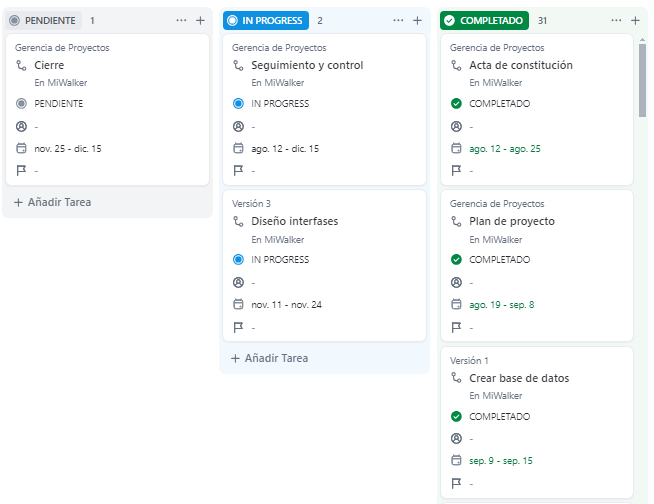 PENDIENTE 1
Gerencia de Proyectos
Cierre
En MiWalker
PENDIENTE
-
nov. 25 - dic. 15
-
Añadir Tarea
IN PROGRESS 2
Gerencia de Proyectos
Seguimiento y control
En MiWalker
IN PROGRESS
-
ago. 12 - dic. 15
-
Versión 3
Diseño interfases
En MiWalker
IN PROGRESS
-
nov. 11 - nov. 24
-
Añadir Tarea
COMPLETADO 31
Gerencia de Proyectos
Acta de constitución
En MiWalker
COMPLETADO
-
ago. 12 - ago. 25
-
Gerencia de Proyectos
Plan de proyecto
En MiWalker
COMPLETADO
-
ago. 19 - sep. 8
-
Versión 1
Crear base de datos
En MiWalker
COMPLETADO
-
sep. 9 - sep. 15
-